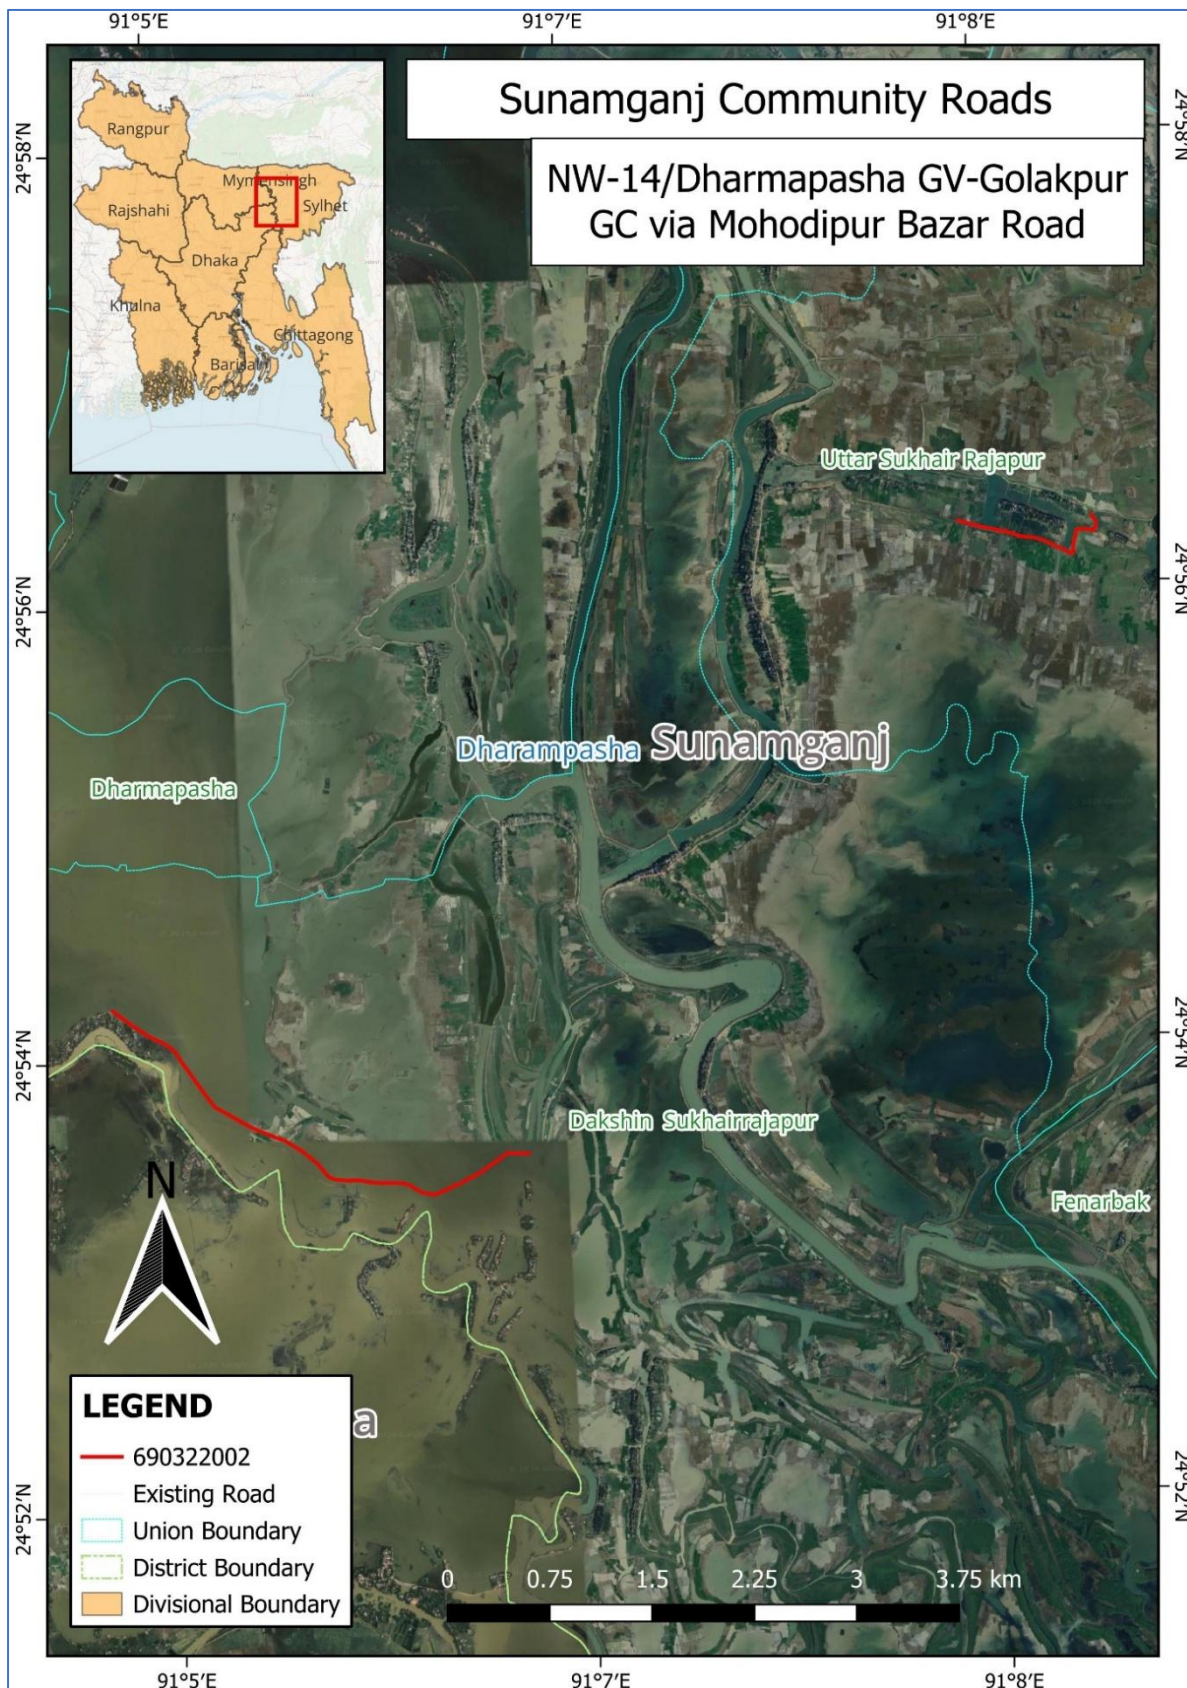 91°5′E 91°7′E 91°8′E
Sunamganj Community Roads
NW-14/Dharmapasha GV-Golakpur
GC via Mohodipur Bazar Road
Rangpur
Mymensingh
Rajshahi
Sylhet
Dhaka
Khulna
Chittagong
Barisal
24°58′N
24°58′N
Uttar Sukhair Rajapur
24°56′N
24°56′N
Dharampasha
Sunamganj
Dharmapasha
24°54′N
24°54′N
Dakshin Sukhairrajapur
Fenarbak
N
a
LEGEND
690322002
Existing Road
Union Boundary
District Boundary
Divisional Boundary
24°52′N
24°52′N
0 0.75 1.5 2.25 3 3.75 km
91°5′E 91°7′E 91°8′E